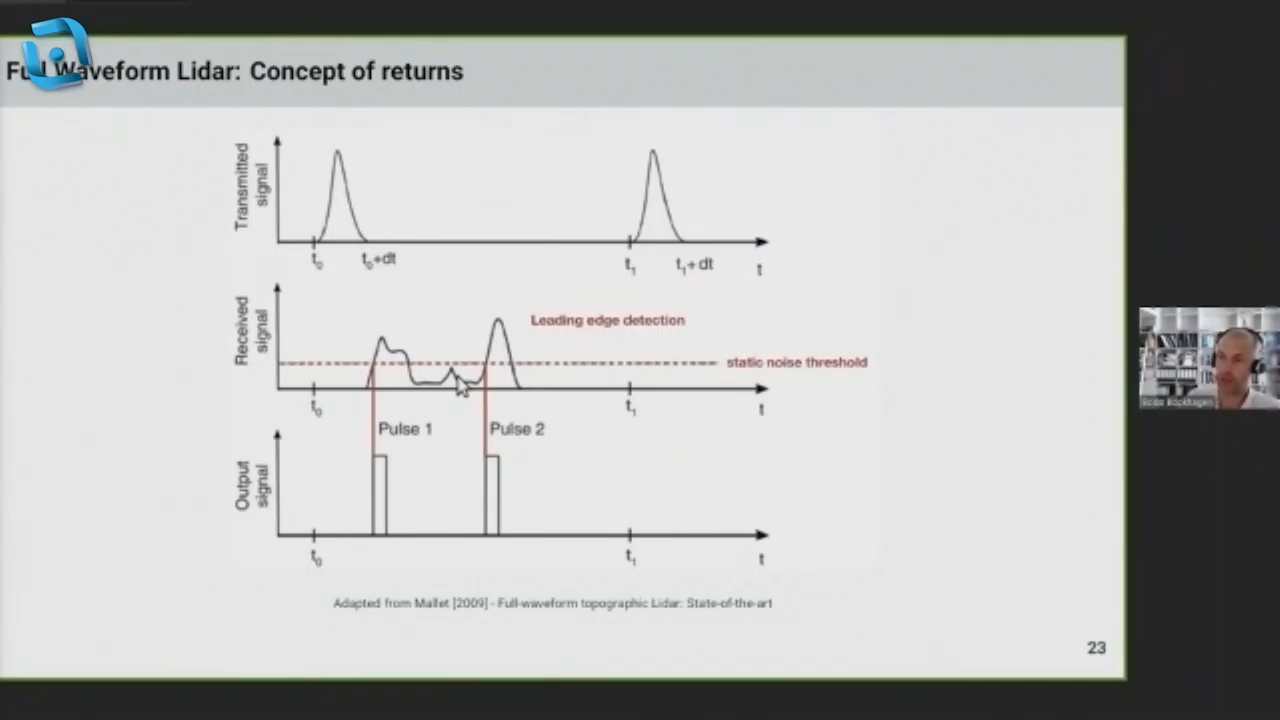 Full Waveform Lidar: Concept of returns
Transmitted
signal
t0
t0+dt
t1
t1+dt
t
Received
signal
Leading edge detection
static noise threshold
t0
t1
t
Pulse 1
Pulse 2
Output
signal
t0
t1
t
Adapted from Mallet [2009] - Full-waveform topographic Lidar: State-of-the-art
23
Bodo Bookhagen